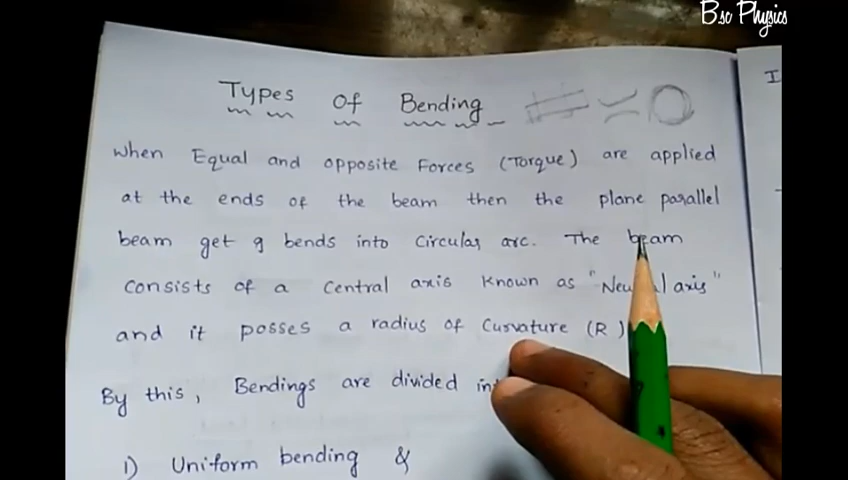 Bsc Physics
Types Of Bending
I
When Equal and opposite Forces (Torque) are applied
at the ends of the beam then the plane parallel
beam get g bends into Circular arc. The beam
Consists of a Central axis known as " axis"
and it posses a radius of Curvature (R)
By this, Bendings are divided
1) Uniform bending &